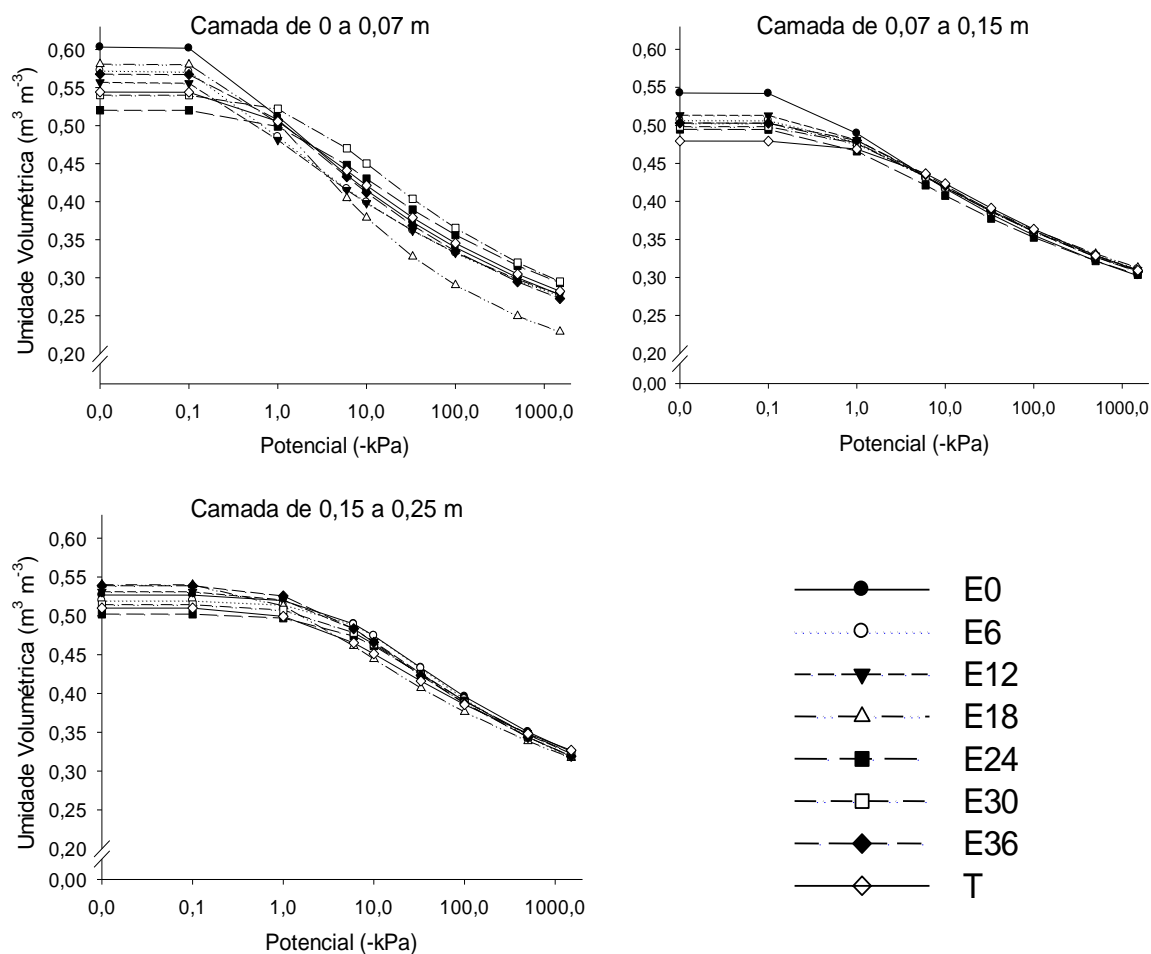 Camada de 0 a 0,07 m
Umidade Volumétrica (m³ m⁻³)
0,60
0,55
0,50
0,45
0,40
0,35
0,30
0,25
0,20
0,0 0,1 1,0 10,0 100,0 1000,0
Potencial (-kPa)
Camada de 0,07 a 0,15 m
0,60
0,55
0,50
0,45
0,40
0,35
0,30
0,25
0,20
0,00
0,0 0,1 1,0 10,0 100,0 1000,0
Potencial (-kPa)
Camada de 0,15 a 0,25 m
Umidade Volumétrica (m³ m⁻³)
0,60
0,55
0,50
0,45
0,40
0,35
0,30
0,20
0,00
0,0 0,1 1,0 10,0 100,0 1000,0
Potencial (-kPa)
E0
E6
E12
E18
E24
E30
E36
T